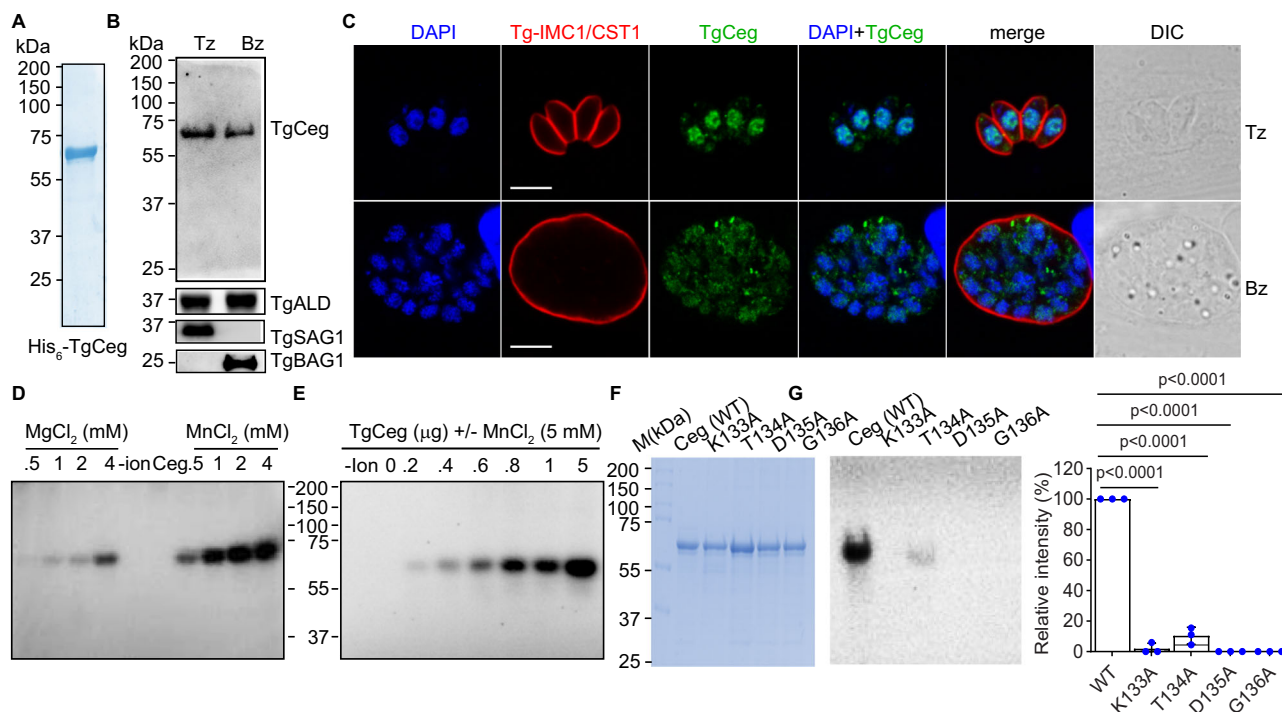 A
kDa
200
150
100
75
55
37
25
His6-TgCeg
B
kDa
Tz Bz
200
150
100
75
55
37
25
TgCeg
37
TgALD
37
TgSAG1
25
TgBAG1
C
DAPI Tg-IMC1/CST1 TgCeg DAPI+TgCeg merge DIC
Tz
Bz
D
MgCl2 (mM) MnCl2 (mM)
.5 1 2 4 -ion Ceg .5 1 2 4
200
150
100
75
55
37
E
TgCeg (μg) +/- MnCl2 (5 mM)
-Ion 0 .2 .4 .6 .8 1 5
F
M(kDa) Ceg (WT) K133A T134A D135A G136A
200
150
100
75
55
37
25
G
Ceg (WT) K133A T134A D135A G136A
p<0.0001
p<0.0001
p<0.0001
p<0.0001
Relative intensity (%)
120
100
80
60
40
20
0
WT K133A T134A D135A G136A